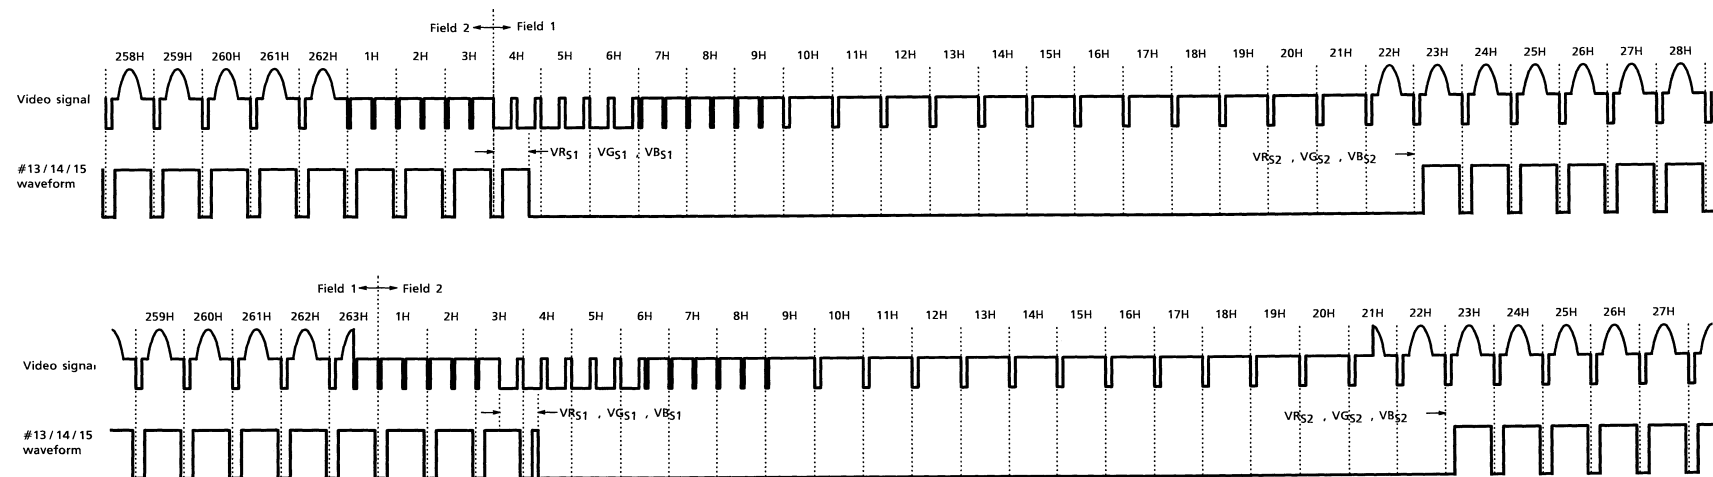 Field 2 Field 1
258H 259H 260H 261H 262H 1H 2H 3H 4H 5H 6H 7H 8H 9H 10H 11H 12H 13H 14H 15H 16H 17H 18H 19H 20H 21H 22H 23H 24H 25H 26H 27H 28H
Video signal
VRS1 , VGS1 , VBS1
VRS2 , VGS2 , VBS2
#13 / 14 / 15
waveform
Field 1 Field 2
259H 260H 261H 262H 263H 1H 2H 3H 4H 5H 6H 7H 8H 9H 10H 11H 12H 13H 14H 15H 16H 17H 18H 19H 20H 21H 22H 23H 24H 25H 26H 27H
Video signal
VRS1 , VGS1 , VBS1
VRS2 , VGS2 , VBS2
#13 / 14 / 15
waveform